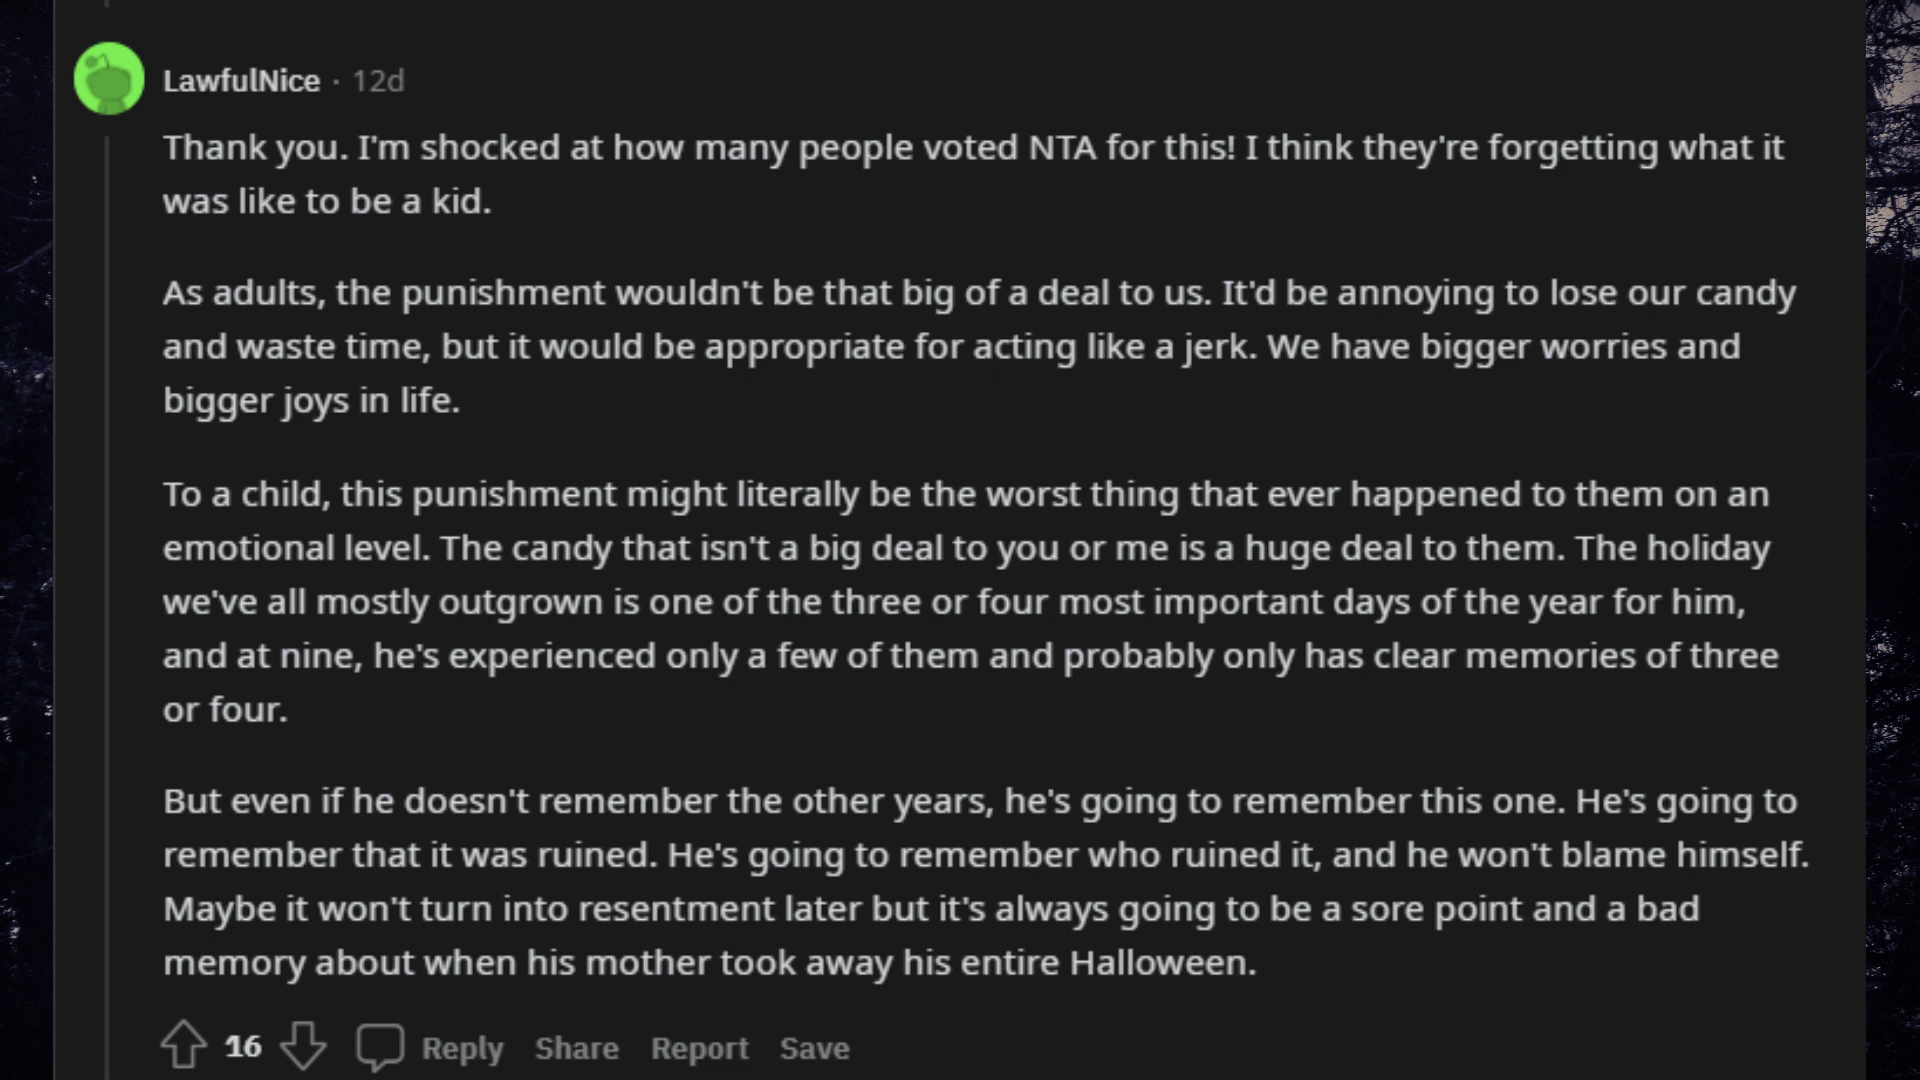 LawfulNice · 12d
Thank you. I'm shocked at how many people voted NTA for this! I think they're forgetting what it
was like to be a kid.
As adults, the punishment wouldn't be that big of a deal to us. It'd be annoying to lose our candy
and waste time, but it would be appropriate for acting like a jerk. We have bigger worries and
bigger joys in life.
To a child, this punishment might literally be the worst thing that ever happened to them on an
emotional level. The candy that isn't a big deal to you or me is a huge deal to them. The holiday
we've all mostly outgrown is one of the three or four most important days of the year for him,
and at nine, he's experienced only a few of them and probably only has clear memories of three
or four.
But even if he doesn't remember the other years, he's going to remember this one. He's going to
remember that it was ruined. He's going to remember who ruined it, and he won't blame himself.
Maybe it won't turn into resentment later but it's always going to be a sore point and a bad
memory about when his mother took away his entire Halloween.
16 Reply Share Report Save